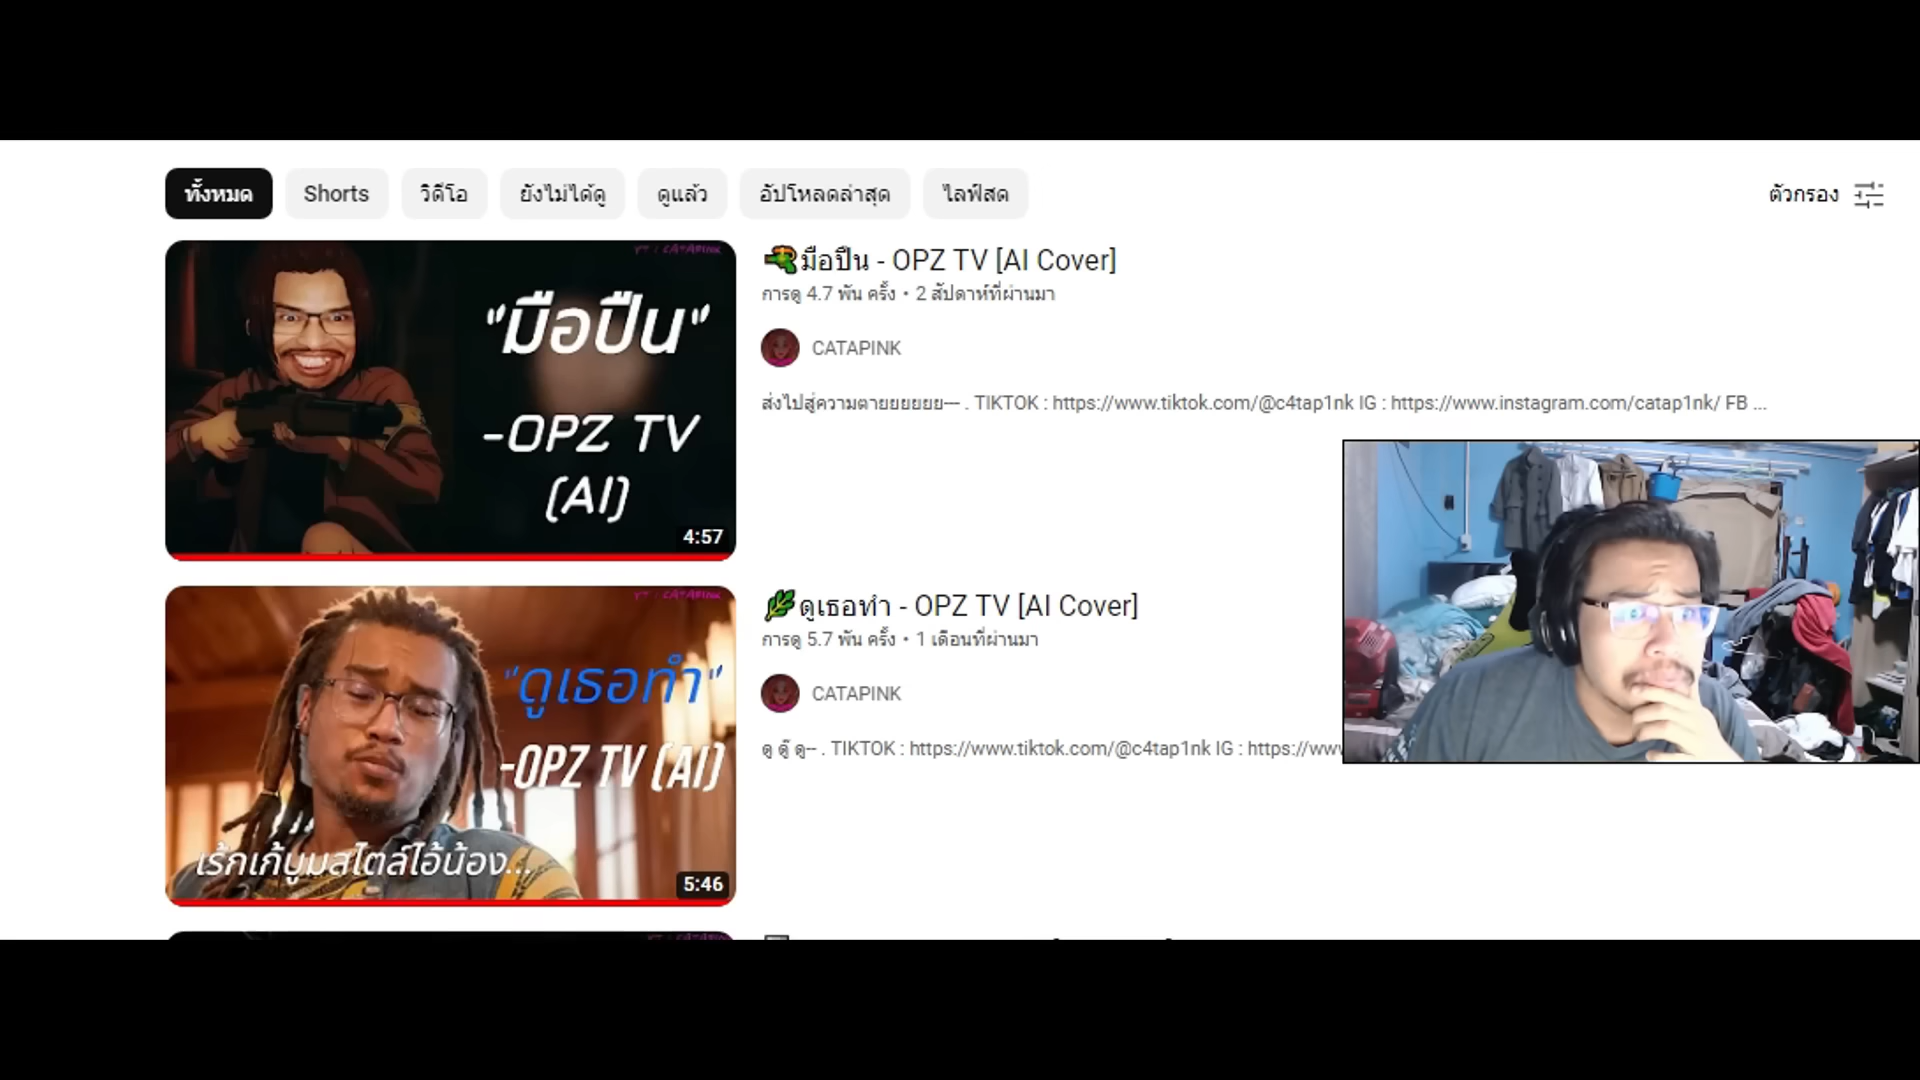 ทั้งหมด
Shorts
วิดีโอ
ยังไม่ได้ดู
ดูแล้ว
อัปโหลดล่าสุด
ไลฟ์สด
ตัวกรอง
YT : CATAPINK
"มือปืน"
-OPZ TV
(AI)
4:57
มือปืน - OPZ TV [AI Cover]
การดู 4.7 พัน ครั้ง • 2 สัปดาห์ที่ผ่านมา
CATAPINK
ส่งไปสู่ความตายยยยยย--- . TIKTOK : https://www.tiktok.com/@c4tap1nk IG : https://www.instagram.com/catap1nk/ FB ...
YT : CATAPINK
"ดูเธอทำ"
-OPZ TV (AI)
เร้กเก้บูมสไตล์ไอ้น้อง...
5:46
ดูเธอทำ - OPZ TV [AI Cover]
การดู 5.7 พัน ครั้ง • 1 เดือนที่ผ่านมา
CATAPINK
ดู ดู๊ ดู-- . TIKTOK : https://www.tiktok.com/@c4tap1nk IG : https://www